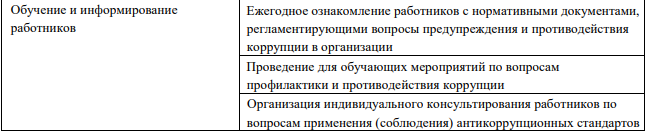 Обучение и информирование
работников
Ежегодное ознакомление работников с нормативными документами,
регламентирующими вопросы предупреждения и противодействия
коррупции в организации
Проведение для обучающих мероприятий по вопросам
профилактики и противодействия коррупции
Организация индивидуального консультирования работников по
вопросам применения (соблюдения) антикоррупционных стандартов